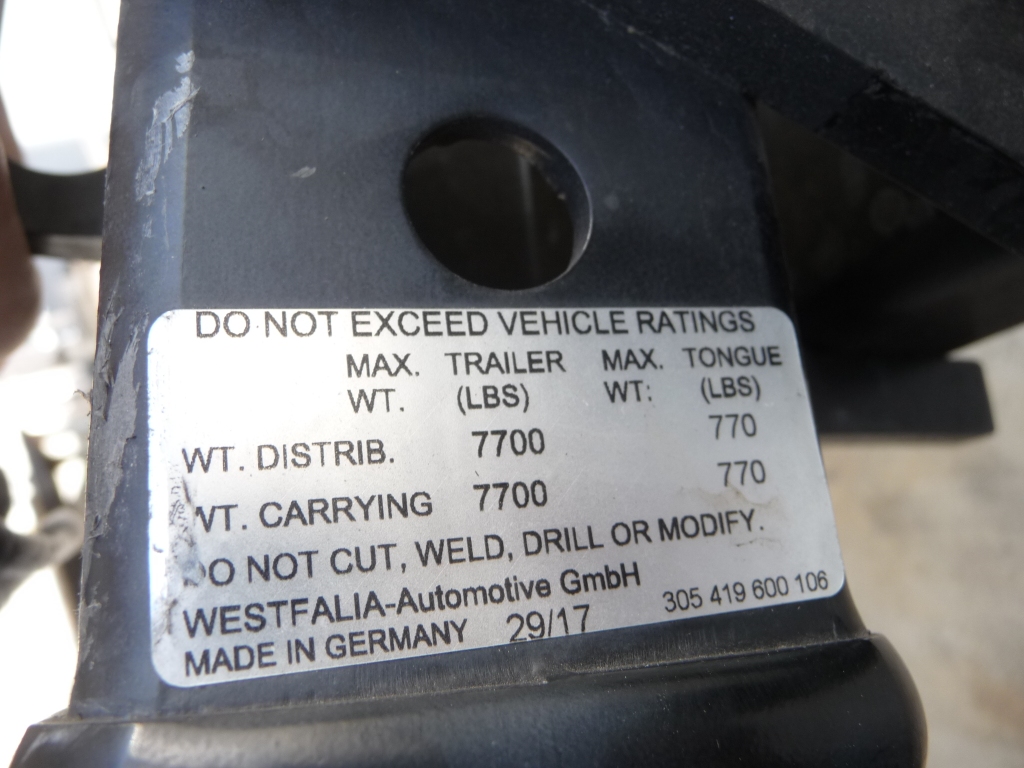 DO NOT EXCEED VEHICLE RATINGS
MAX. TRAILER MAX. TONGUE
WT. (LBS) WT: (LBS)
WT. DISTRIB. 7700 770
WT. CARRYING 7700 770
DO NOT CUT, WELD, DRILL OR MODIFY.
WESTFALIA-Automotive GmbH 305 419 600 106
MADE IN GERMANY 29/17